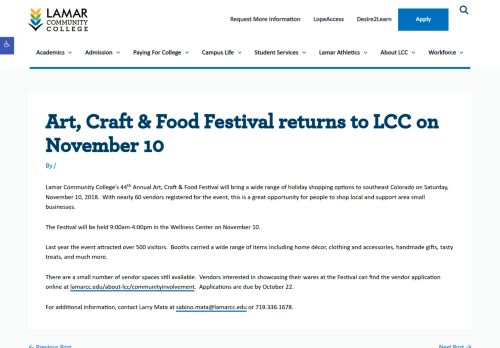 LAMAR
COMMUNITY
COLLEGE
Request More Information LopeAccess Desire2Learn Apply
Academics Admission Paying For College Campus Life Student Services Lamar Athletics About LCC Workforce
Art, Craft & Food Festival returns to LCC on
November 10
By /
Lamar Community College's 44th Annual Art, Craft & Food Festival will bring a wide range of holiday shopping options to southeast Colorado on Saturday,
November 10, 2018. With nearly 60 vendors registered for the event, this is a great opportunity for people to shop local and support area small
businesses.
The Festival will be held 9:00am-4:00pm in the Wellness Center on November 10.
Last year the event attracted over 500 visitors. Booths carried a wide range of items including home décor, clothing and accessories, handmade gifts, tasty
treats, and much more.
There are a small number of vendor spaces still available. Vendors interested in showcasing their wares at the Festival can find the vendor application
online at lamarcc.edu/about-lcc/communityinvolvement. Applications are due by October 22.
For additional information, contact Larry Mata at sabino.mata@lamarcc.edu or 719.336.1678.
← Previous Post Next Post →